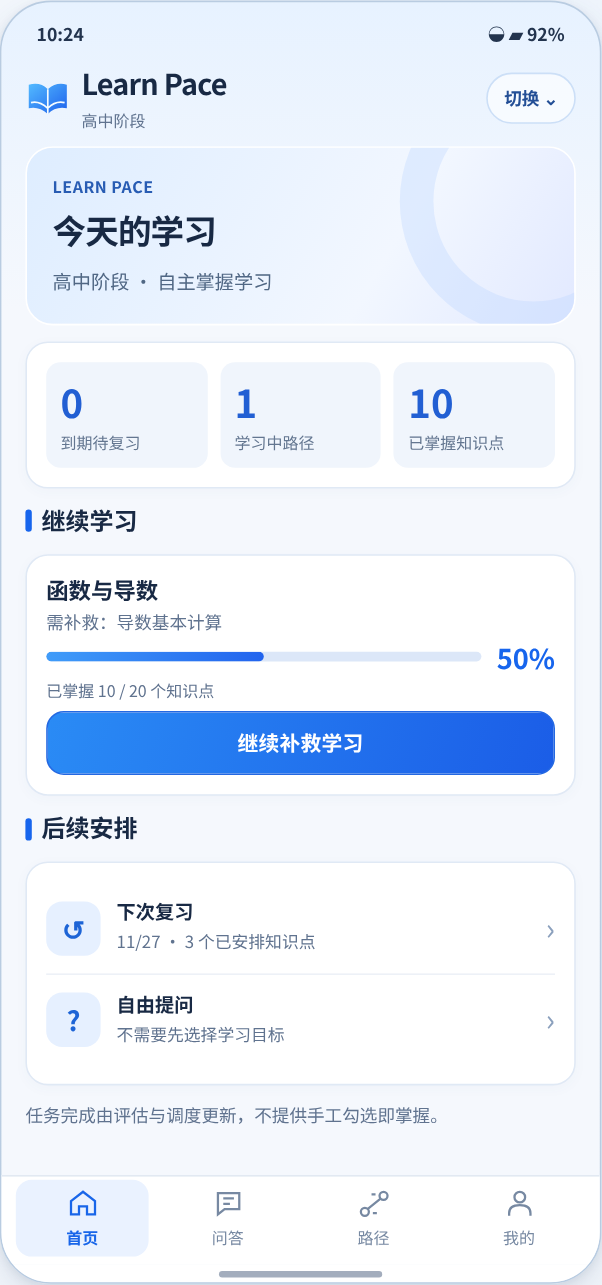 10:24
92%
Learn Pace
高中阶段
切换
LEARN PACE
今天的学习
高中阶段 · 自主掌握学习
0
到期待复习
1
学习中路径
10
已掌握知识点
继续学习
函数与导数
需补救：导数基本计算
50%
已掌握 10 / 20 个知识点
继续补救学习
后续安排
下次复习
11/27 · 3 个已安排知识点
?
自由提问
不需要先选择学习目标
任务完成由评估与调度更新，不提供手工勾选即掌握。
首页
问答
路径
我的